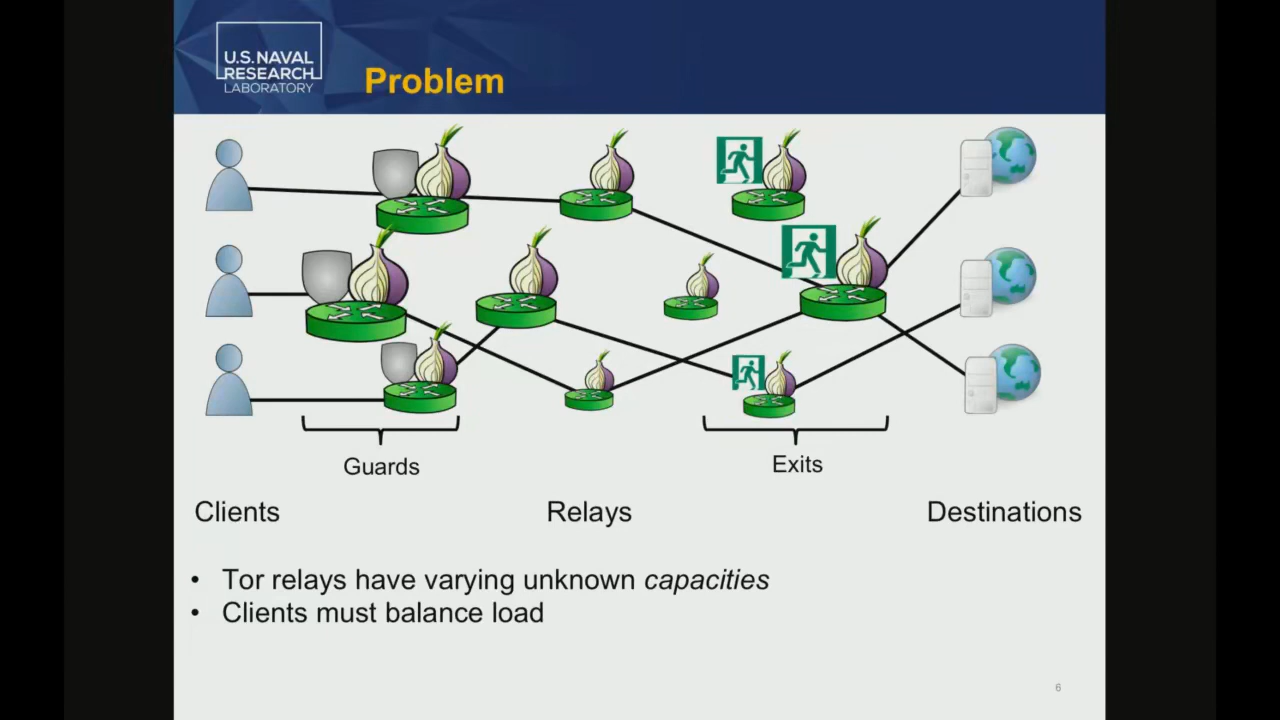 U.S. NAVAL
RESEARCH
LABORATORY
Problem
Guards
Exits
Clients
Relays
Destinations
• Tor relays have varying unknown capacities
• Clients must balance load
6